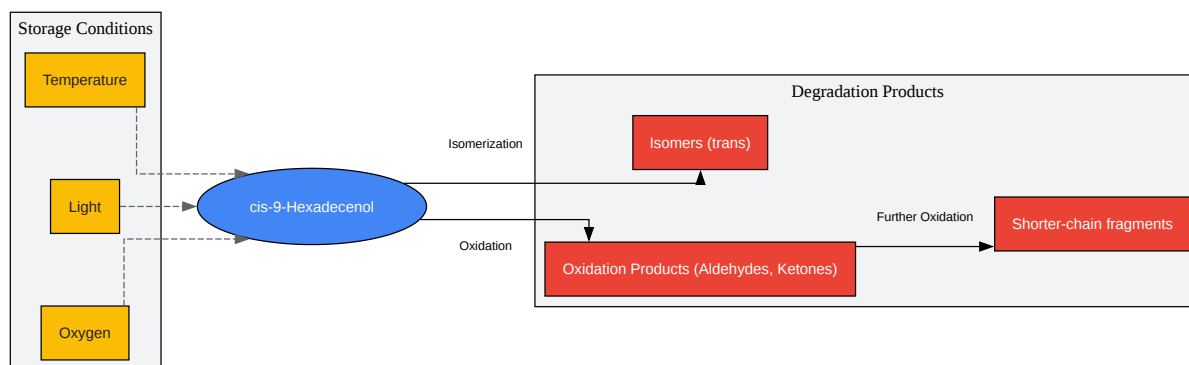 Storage Conditions
Temperature
Light
Oxygen
cis-9-Hexadecenol
Isomerization
Oxidation
Degradation Products
Isomers (trans)
Oxidation Products (Aldehydes, Ketones)
Further Oxidation
Shorter-chain fragments